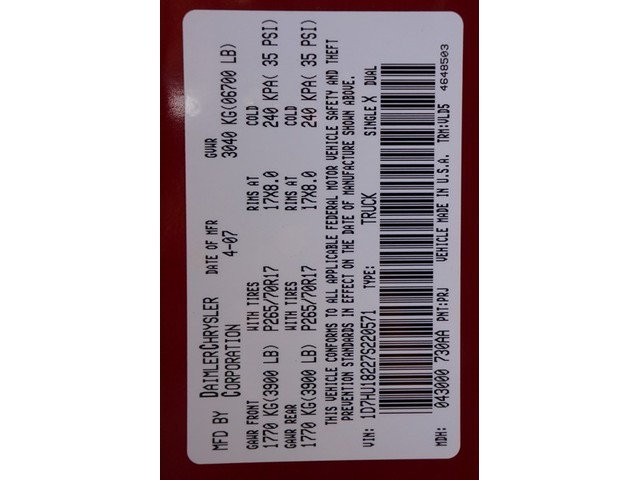 MFD BY DAIMLERCHRYSLER CORPORATION DATE OF MFR 4-07 GVWR 3040 KG(06700 LB)
GAWR FRONT WITH TIRES RIMS AT COLD
1770 KG(3900 LB) P265/70R17 17X8.0 240 KPA( 35 PSI)
GAWR REAR WITH TIRES RIMS AT COLD
1770 KG(3900 LB) P265/70R17 17X8.0 240 KPA( 35 PSI)
THIS VEHICLE CONFORMS TO ALL APPLICABLE FEDERAL MOTOR VEHICLE SAFETY AND THEFT
PREVENTION STANDARDS IN EFFECT ON THE DATE OF MANUFACTURE SHOWN ABOVE.
VIN: 1D7HU18227S220571 TYPE: TRUCK SINGLE X DUAL
MDH: 043000 730AA PNT:PRJ VEHICLE MADE IN U.S.A. TRM:VLD5 4648503